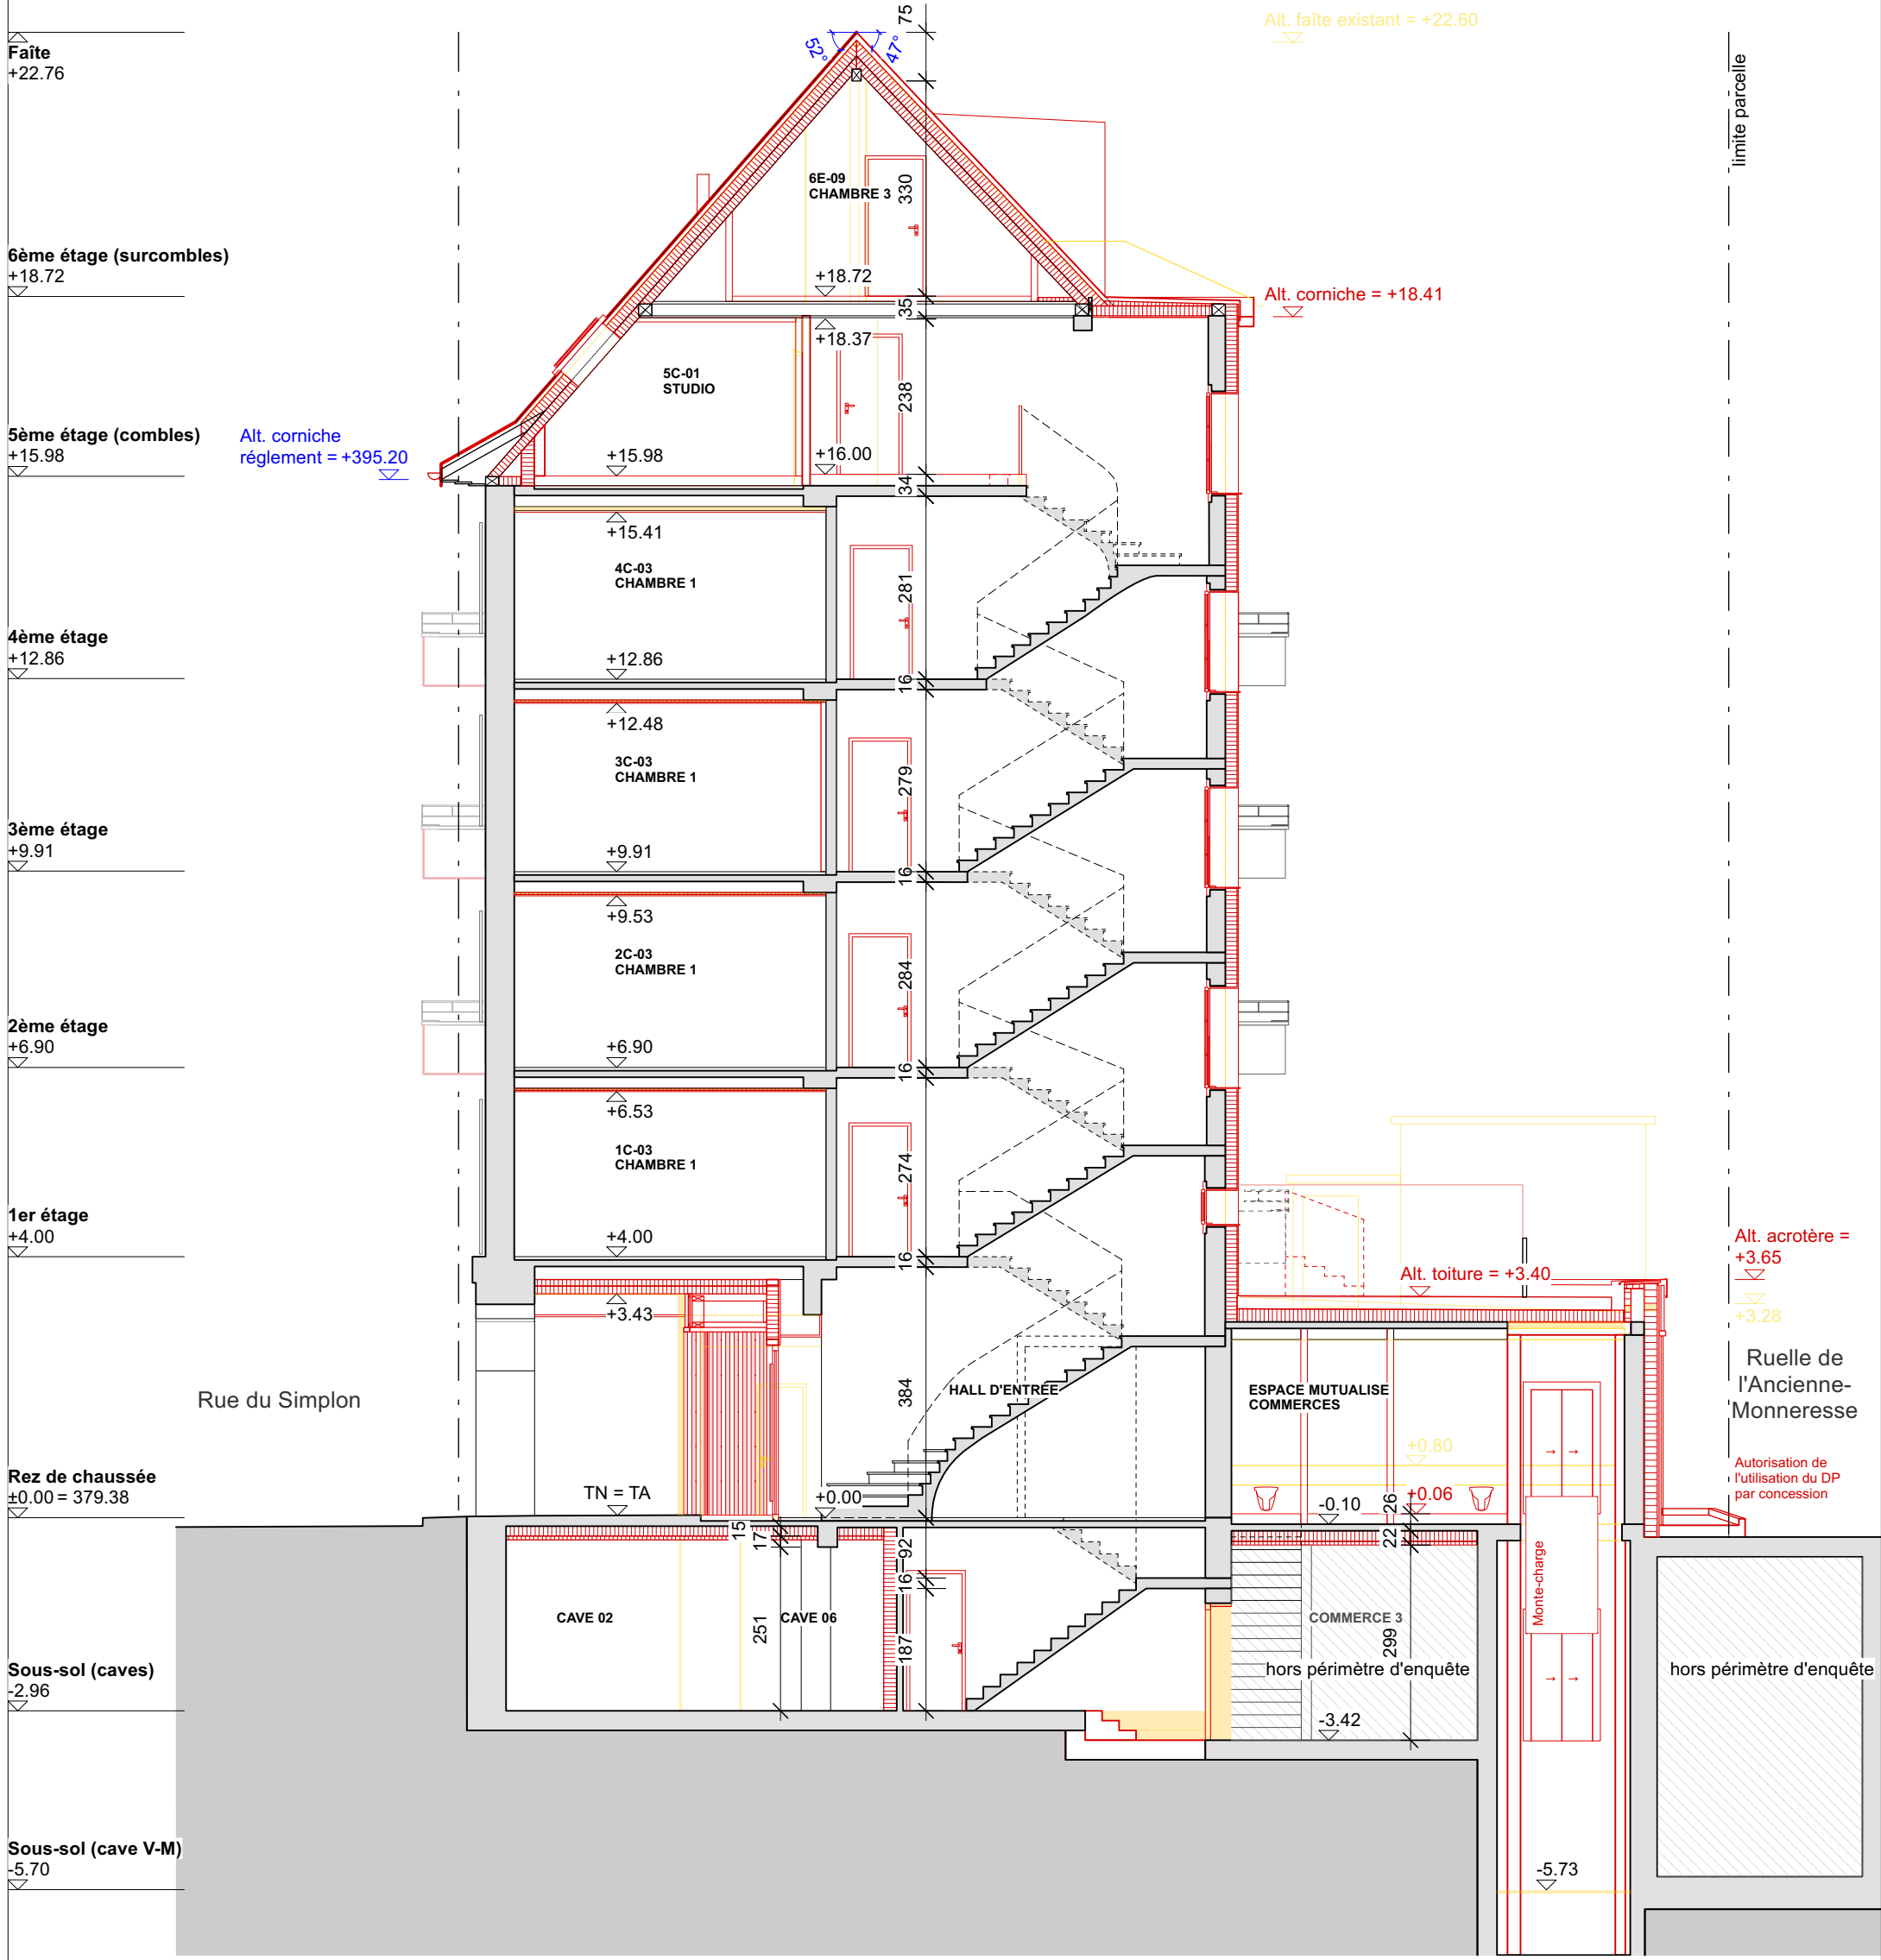 75
Alt. faîte existant = +22.60
Faîte
+22.76
52°
47°
limite parcelle
6E-09
CHAMBRE 3
330
6ème étage (surcombles)
+18.72
+18.72
Alt. corniche = +18.41
35
+18.37
5C-01
STUDIO
238
5ème étage (combles)
+15.98
Alt. corniche
réglement = +395.20
+15.98
+16.00
34
+15.41
4C-03
CHAMBRE 1
281
4ème étage
+12.86
+12.86
16
+12.48
3C-03
CHAMBRE 1
279
3ème étage
+9.91
+9.91
16
+9.53
2C-03
CHAMBRE 1
284
2ème étage
+6.90
+6.90
16
+6.53
1C-03
CHAMBRE 1
274
1er étage
+4.00
+4.00
16
Alt. acrotère =
+3.65
Alt. toiture = +3.40
+3.43
+3.28
Rue du Simplon
384
HALL D'ENTRÉE
ESPACE MUTUALISE
COMMERCES
Ruelle de
l'Ancienne-
Monneresse
+0.80
Autorisation de
l'utilisation du DP
par concession
Rez de chaussée
±0.00 = 379.38
TN = TA
+0.00
-0.10
+0.06
26
15
17
92
22
16
Monte-charge
CAVE 02
251
CAVE 06
187
COMMERCE 3
299
hors périmètre d'enquête
hors périmètre d'enquête
Sous-sol (caves)
-2.96
-3.42
Sous-sol (cave V-M)
-5.70
-5.73